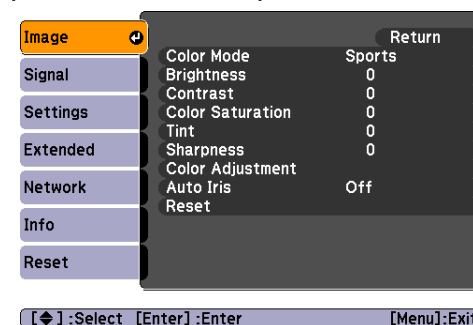 Image
Signal
Settings
Extended
Network
Info
Reset
Return
Color Mode Sports
Brightness 0
Contrast 0
Color Saturation 0
Tint 0
Sharpness 0
Color Adjustment
Auto Iris Off
Reset
[◆] :Select [Enter] :Enter [Menu]:Exit